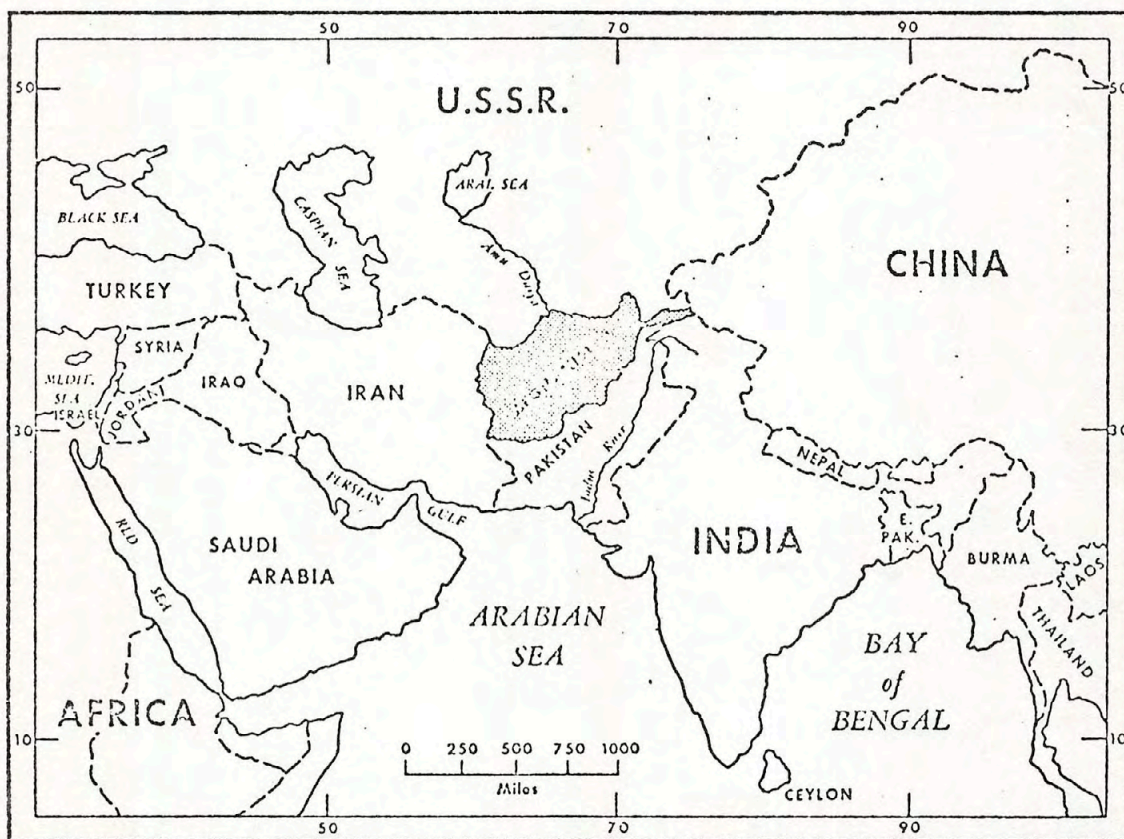 50
70
90
50
U.S.S.R.
50
ARAL SEA
CASPIAN SEA
BLACK SEA
Amu Darya
CHINA
TURKEY
SYRIA
MEDIT. SEA
IRAQ
IRAN
ISRAEL
JORDAN
30
30
PAKISTAN
Indus River
NEPAL
PERSIAN GULF
E. PAK.
RED SEA
SAUDI
ARABIA
INDIA
BURMA
LAOS
THAILAND
ARABIAN
SEA
BAY
of
BENGAL
AFRICA
10
10
0 250 500 750 1000
Miles
CEYLON
50
70
90